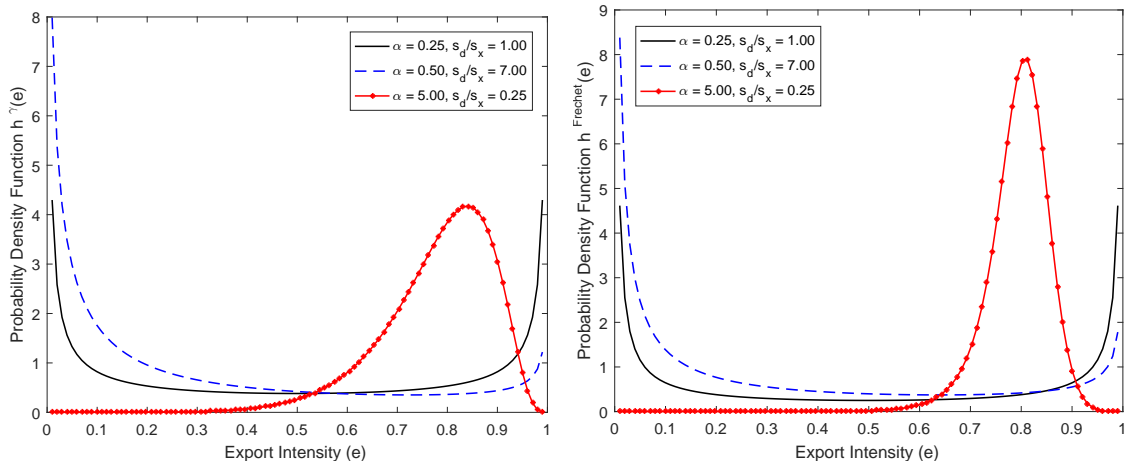 8
7
6
5
4
3
2
1
0
Probability Density Function h^γ(e)
α = 0.25, s_d/s_x = 1.00
α = 0.50, s_d/s_x = 7.00
α = 5.00, s_d/s_x = 0.25
0 0.1 0.2 0.3 0.4 0.5 0.6 0.7 0.8 0.9 1
Export Intensity (e)
9
8
7
6
5
4
3
2
1
0
Probability Density Function h^Frechet(e)
α = 0.25, s_d/s_x = 1.00
α = 0.50, s_d/s_x = 7.00
α = 5.00, s_d/s_x = 0.25
0 0.1 0.2 0.3 0.4 0.5 0.6 0.7 0.8 0.9 1
Export Intensity (e)